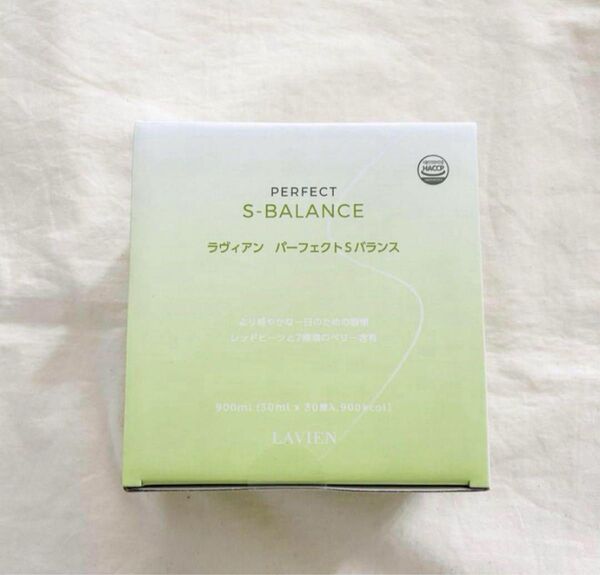 HACCP
PERFECT
S-BALANCE
ラヴィアン パーフェクトSバランス
より軽やかな一日のための習慣
レッドビーツと7種類のベリー含有
900ml (30ml x 30個入,900kcal)
LAVIEN